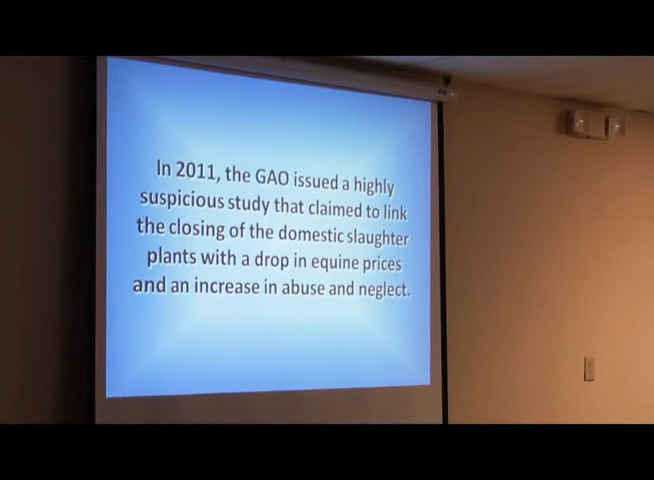 In 2011, the GAO issued a highly
suspicious study that claimed to link
the closing of the domestic slaughter
plants with a drop in equine prices
and an increase in abuse and neglect.